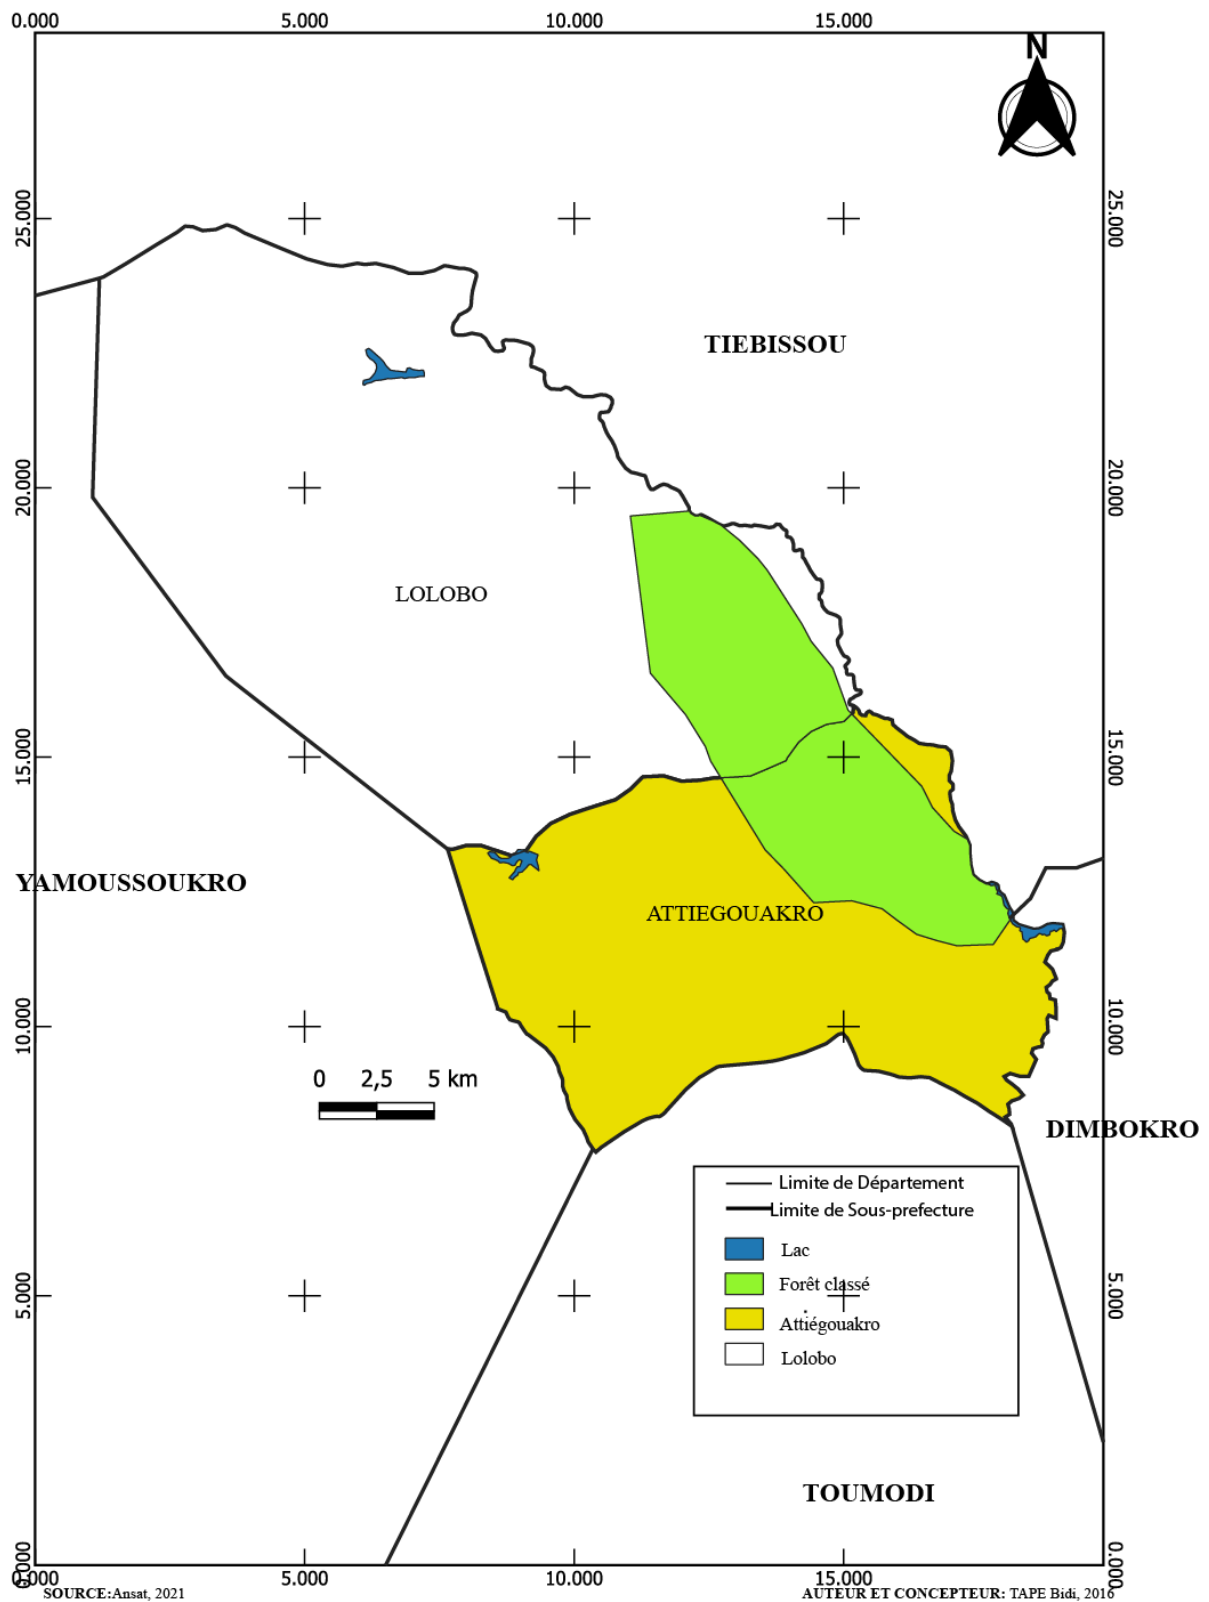 0.000 5.000 10.000 15.000
N
25.000 25.000
TIEBISSOU
20.000 20.000
LOLOBO
15.000 15.000
YAMOUSSOUKRO
ATTIEGOUAKRO
10.000 10.000
0 2,5 5 km
DIMBOKRO
Limite de Département
Limite de Sous-prefecture
Lac
Forêt classé
5.000 5.000
Attiégouakro
Lolobo
TOUMODI
0.000 0.000
0.000 5.000 10.000 15.000
SOURCE:Ansat, 2021 AUTEUR ET CONCEPTEUR: TAPE Bidi, 2016